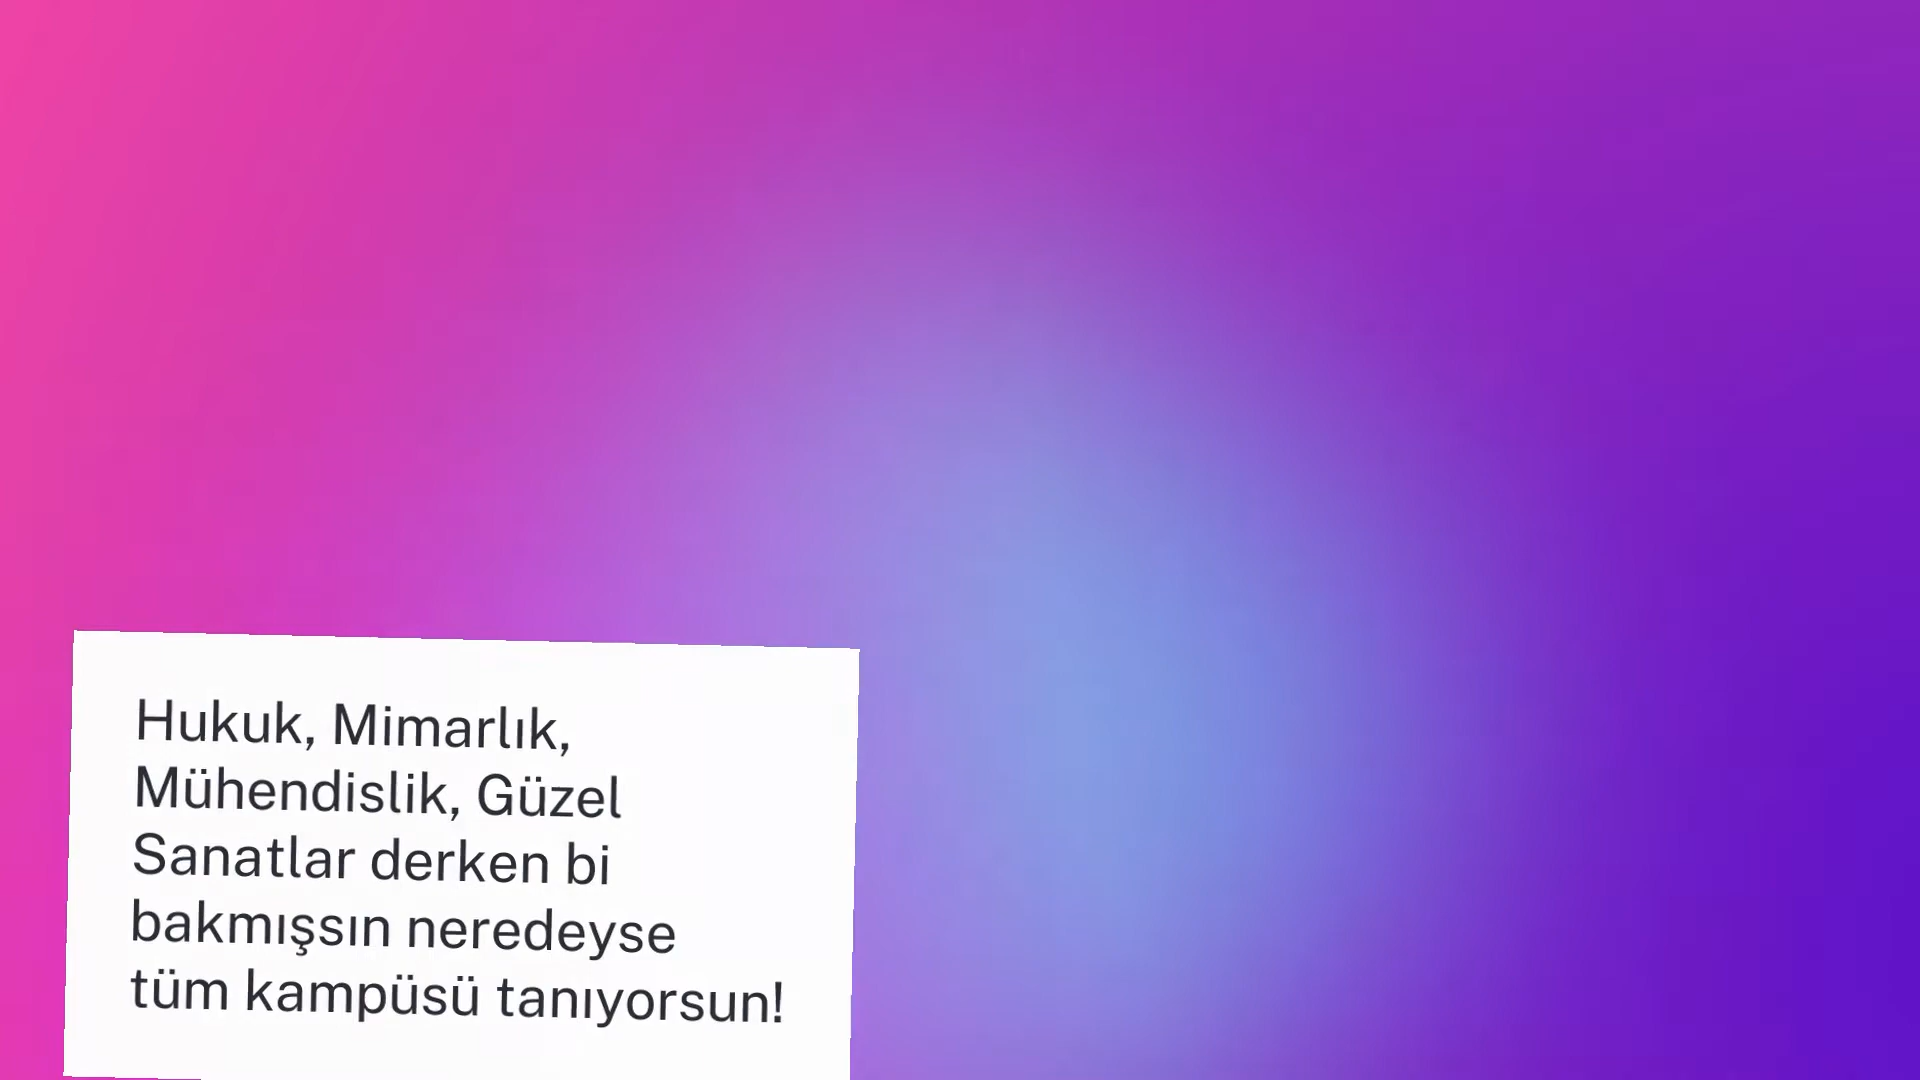 Hukuk, Mimarlık,
Mühendislik, Güzel
Sanatlar derken bi
bakmışsın neredeyse
tüm kampüsü tanıyorsun!